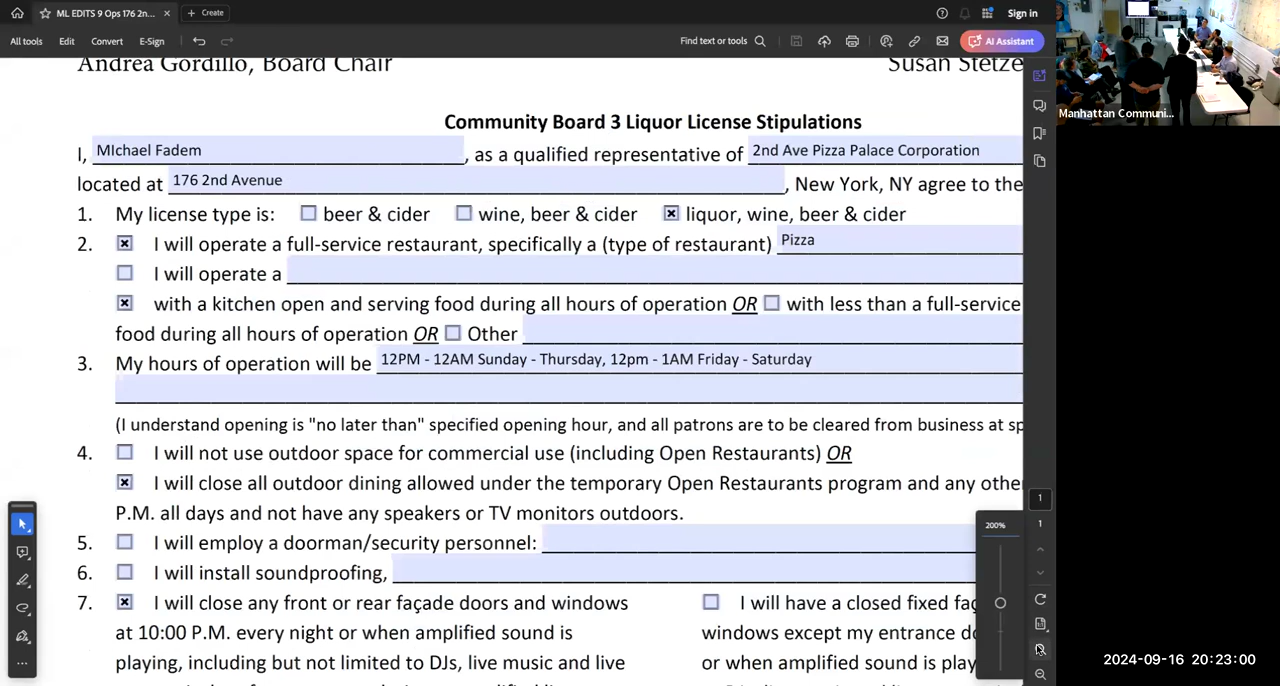 ML EDITS 9 Ops 176 2n...
Create
Sign in
All tools
Edit
Convert
E-Sign
Find text or tools
AI Assistant
Andrea Gordillo, Board Chair
Susan Stetze
Community Board 3 Liquor License Stipulations
I, MIchael Fadem, as a qualified representative of 2nd Ave Pizza Palace Corporation
located at 176 2nd Avenue, New York, NY agree to the
1. My license type is: beer & cider wine, beer & cider liquor, wine, beer & cider
2. I will operate a full-service restaurant, specifically a (type of restaurant) Pizza
I will operate a
with a kitchen open and serving food during all hours of operation OR with less than a full-service
food during all hours of operation OR Other
3. My hours of operation will be 12PM - 12AM Sunday - Thursday, 12pm - 1AM Friday - Saturday
(I understand opening is "no later than" specified opening hour, and all patrons are to be cleared from business at sp
4. I will not use outdoor space for commercial use (including Open Restaurants) OR
I will close all outdoor dining allowed under the temporary Open Restaurants program and any othe
P.M. all days and not have any speakers or TV monitors outdoors.
5. I will employ a doorman/security personnel:
6. I will install soundproofing,
7. I will close any front or rear façade doors and windows
at 10:00 P.M. every night or when amplified sound is
playing, including but not limited to DJs, live music and live
I will have a closed fixed faç
windows except my entrance do
or when amplified sound is play
1
1
200%
Manhattan Communi...
2024-09-16 20:23:00